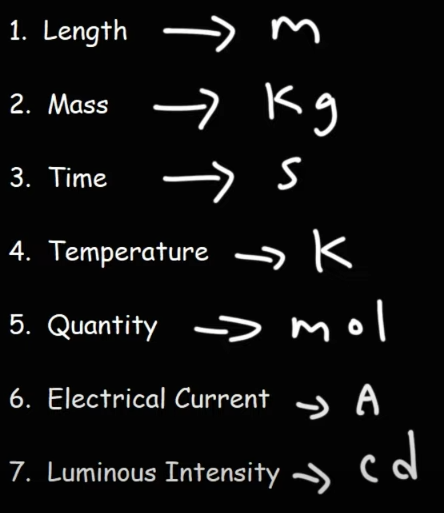 1. Length → m
2. Mass → Kg
3. Time → s
4. Temperature → K
5. Quantity → mol
6. Electrical Current → A
7. Luminous Intensity → cd